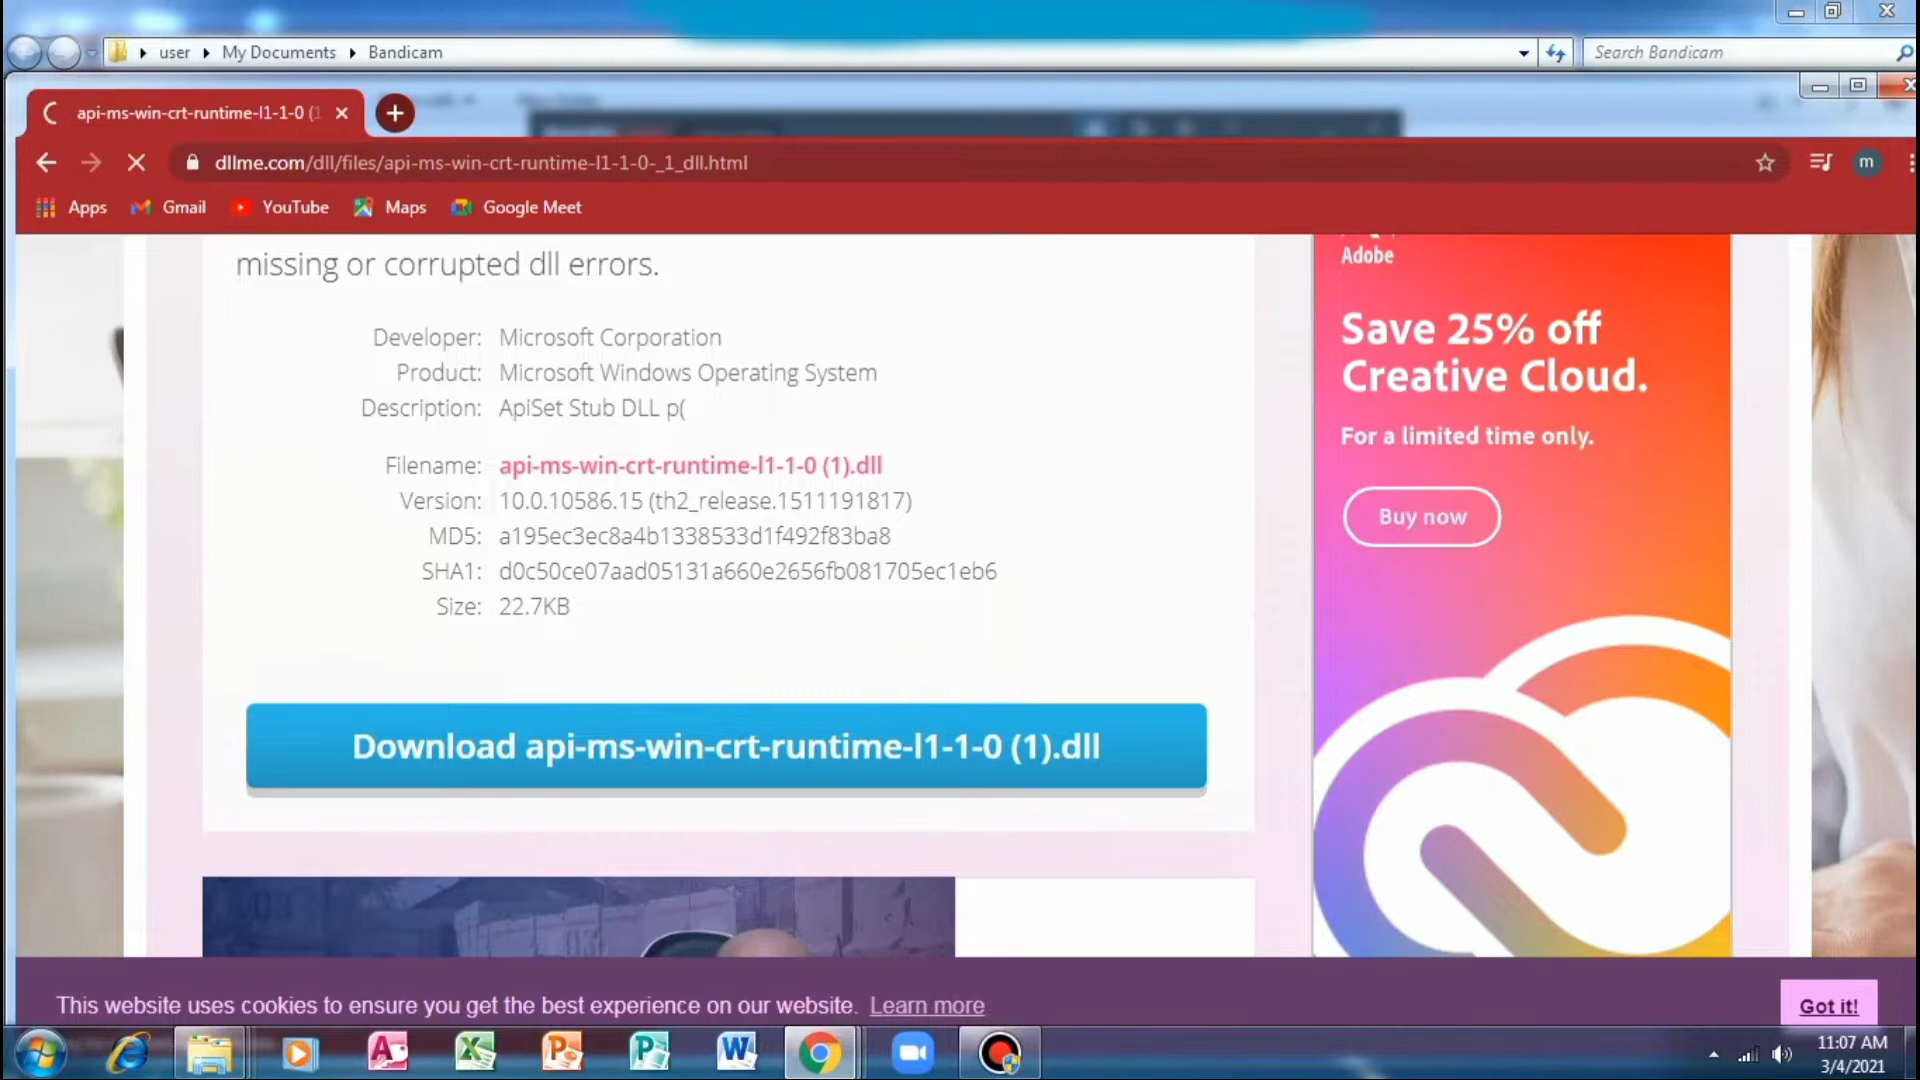 user
My Documents
Bandicam
Search Bandicam
api-ms-win-crt-runtime-l1-1-0 (1
dllme.com/dll/files/api-ms-win-crt-runtime-l1-1-0-_1_dll.html
m
Apps
Gmail
YouTube
Maps
Google Meet
missing or corrupted dll errors.
Developer: Microsoft Corporation
Product: Microsoft Windows Operating System
Description: ApiSet Stub DLL p(
Filename: api-ms-win-crt-runtime-l1-1-0 (1).dll
Version: 10.0.10586.15 (th2_release.1511191817)
MD5: a195ec3ec8a4b1338533d1f492f83ba8
SHA1: d0c50ce07aad05131a660e2656fb081705ec1eb6
Size: 22.7KB
Download api-ms-win-crt-runtime-l1-1-0 (1).dll
Adobe
Save 25% off
Creative Cloud.
For a limited time only.
Buy now
This website uses cookies to ensure you get the best experience on our website. Learn more
Got it!
11:07 AM
3/4/2021